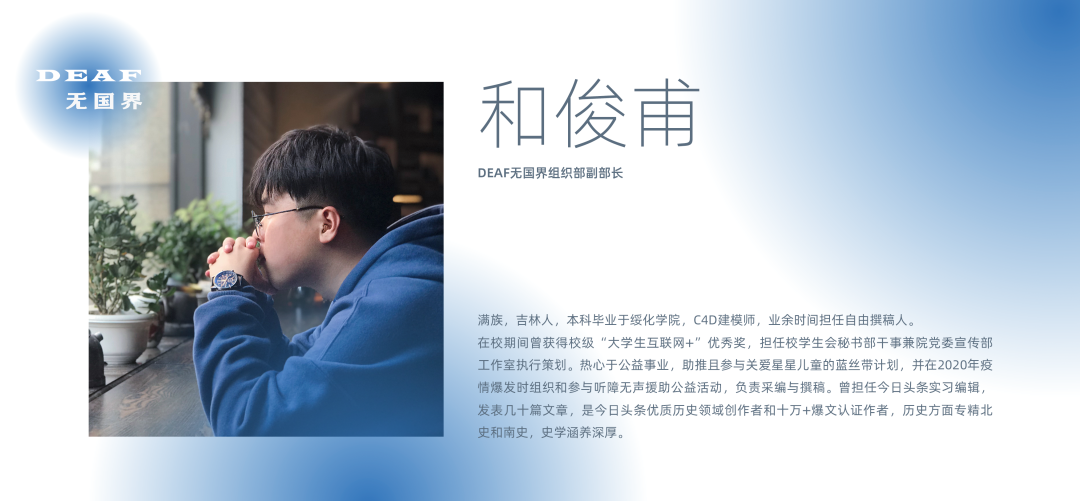 DEAF
无国界
和俊甫
DEAF无国界组织部副部长
满族，吉林人，本科毕业于绥化学院，C4D建模师，业余时间担任自由撰稿人。
在校期间曾获得校级“大学生互联网+”优秀奖，担任校学生会秘书部干事兼院党委宣传部
工作室执行策划。热心于公益事业，助推且参与关爱星星儿童的蓝丝带计划，并在2020年疫
情爆发时组织和参与听障无声援助公益活动，负责采编与撰稿。曾担任今日头条实习编辑，
发表几十篇文章，是今日头条优质历史领域创作者和十万+爆文认证作者，历史方面专精北
史和南史，史学涵养深厚。